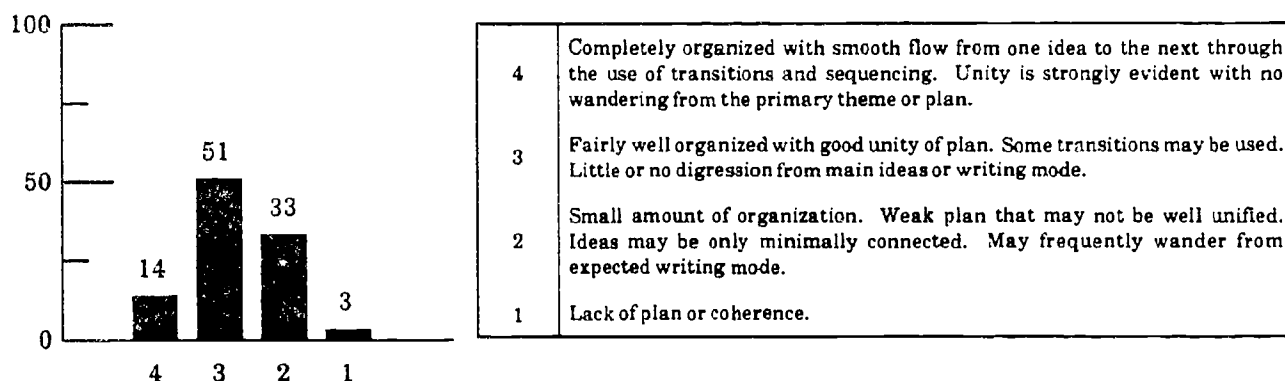 100
51
50
33
14
3
0
4 3 2 1
4
Completely organized with smooth flow from one idea to the next through
the use of transitions and sequencing. Unity is strongly evident with no
wandering from the primary theme or plan.
3
Fairly well organized with good unity of plan. Some transitions may be used.
Little or no digression from main ideas or writing mode.
2
Small amount of organization. Weak plan that may not be well unified.
Ideas may be only minimally connected. May frequently wander from
expected writing mode.
1
Lack of plan or coherence.